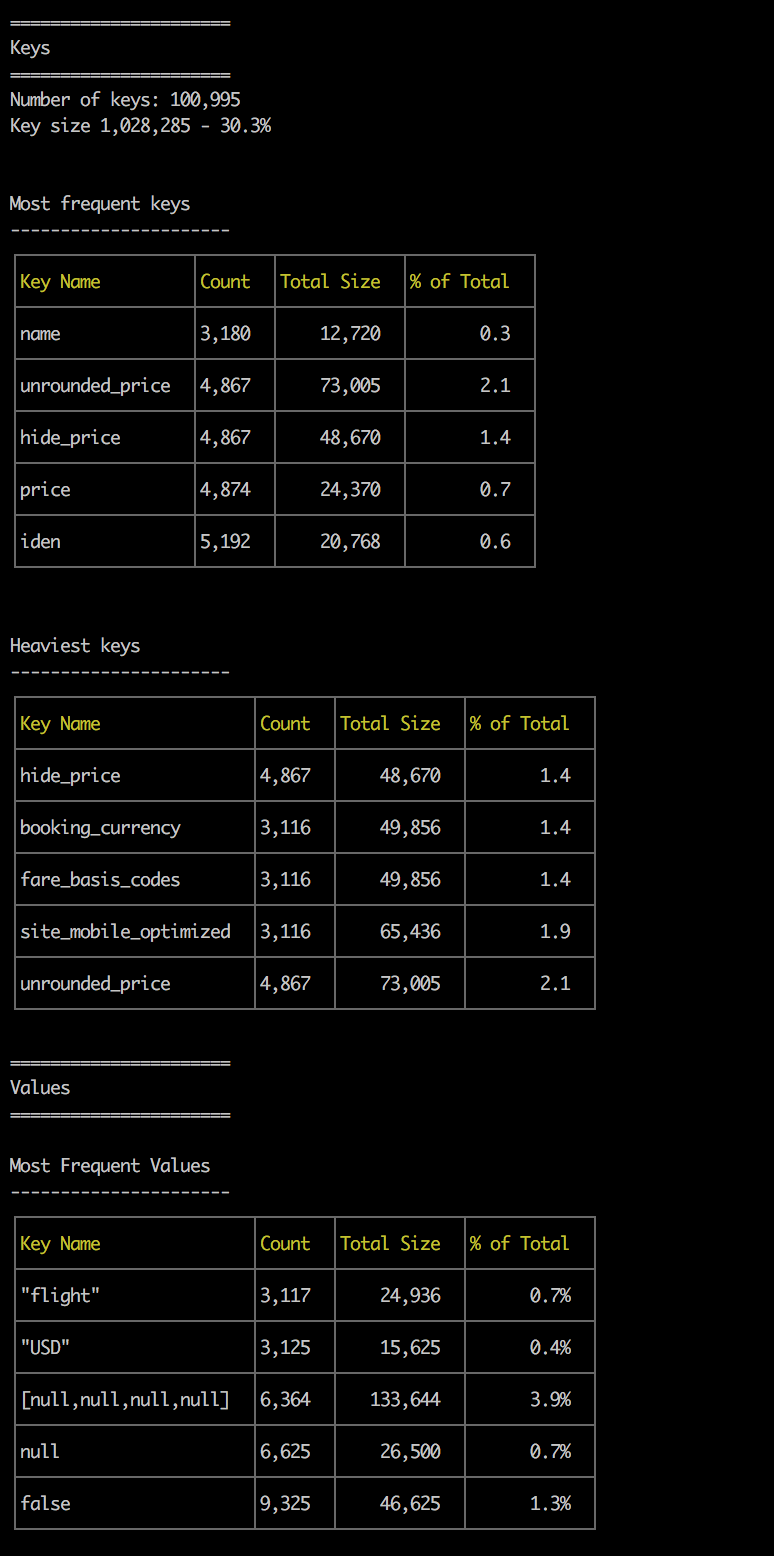 ======================
Keys
======================
Number of keys: 100,995
Key size 1,028,285 - 30.3%
Most frequent keys
----------------------
Key Name Count Total Size % of Total
name 3,180 12,720 0.3
unrounded_price 4,867 73,005 2.1
hide_price 4,867 48,670 1.4
price 4,874 24,370 0.7
iden 5,192 20,768 0.6
Heaviest keys
----------------------
Key Name Count Total Size % of Total
hide_price 4,867 48,670 1.4
booking_currency 3,116 49,856 1.4
fare_basis_codes 3,116 49,856 1.4
site_mobile_optimized 3,116 65,436 1.9
unrounded_price 4,867 73,005 2.1
======================
Values
======================
Most Frequent Values
----------------------
Key Name Count Total Size % of Total
"flight" 3,117 24,936 0.7%
"USD" 3,125 15,625 0.4%
[null,null,null,null] 6,364 133,644 3.9%
null 6,625 26,500 0.7%
false 9,325 46,625 1.3%